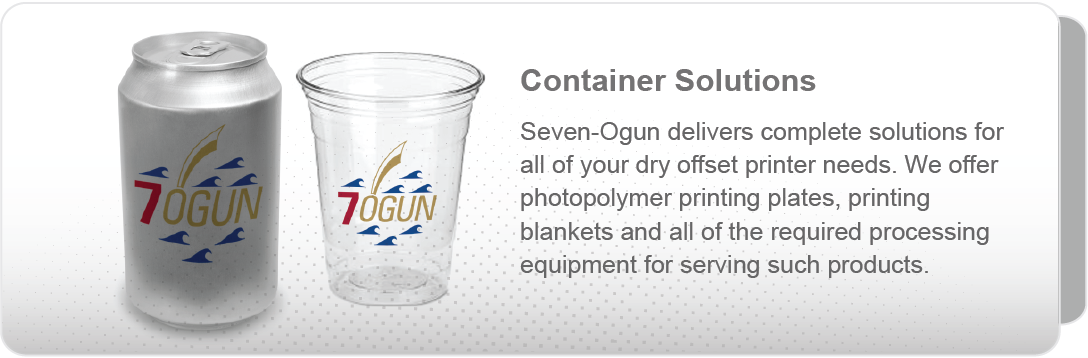 7OGUN
7OGUN
Container Solutions
Seven-Ogun delivers complete solutions for
all of your dry offset printer needs. We offer
photopolymer printing plates, printing
blankets and all of the required processing
equipment for serving such products.